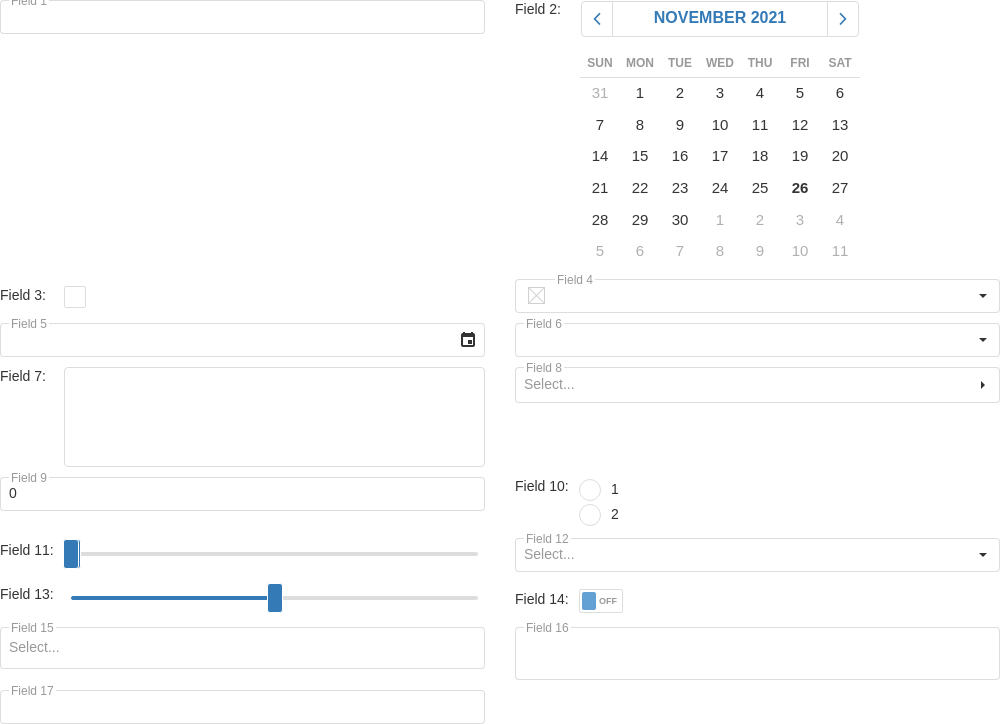 Field 1
Field 2:
NOVEMBER 2021
SUN MON TUE WED THU FRI SAT
31 1 2 3 4 5 6
7 8 9 10 11 12 13
14 15 16 17 18 19 20
21 22 23 24 25 26 27
28 29 30 1 2 3 4
5 6 7 8 9 10 11
Field 3:
Field 4
Field 5
Field 6
Field 7:
Field 8
Select...
Field 9
0
Field 10:
1
2
Field 11:
Field 12
Select...
Field 13:
Field 14:
OFF
Field 15
Select...
Field 16
Field 17